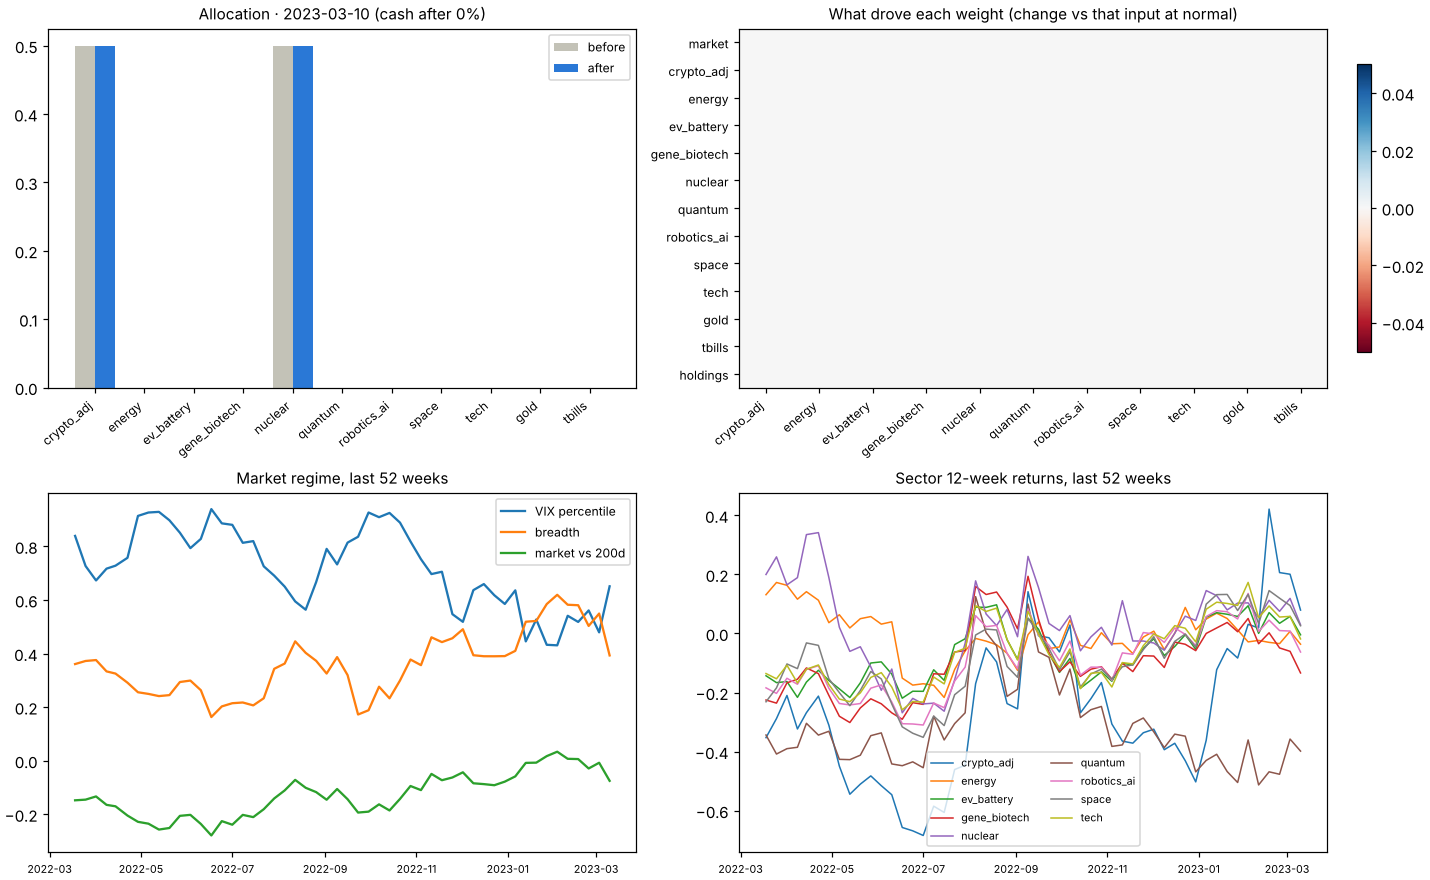 Allocation · 2023-03-10 (cash after 0%)
before
after
0.5
0.4
0.3
0.2
0.1
0.0
crypto_adj
energy
ev_battery
gene_biotech
nuclear
quantum
robotics_ai
space
tech
gold
tbills
What drove each weight (change vs that input at normal)
market
crypto_adj
energy
ev_battery
gene_biotech
nuclear
quantum
robotics_ai
space
tech
gold
tbills
holdings
crypto_adj
energy
ev_battery
gene_biotech
nuclear
quantum
robotics_ai
space
tech
gold
tbills
0.04
0.02
0.00
−0.02
−0.04
Market regime, last 52 weeks
VIX percentile
breadth
market vs 200d
0.8
0.6
0.4
0.2
0.0
−0.2
2022-03
2022-05
2022-07
2022-09
2022-11
2023-01
2023-03
Sector 12-week returns, last 52 weeks
0.4
0.2
0.0
−0.2
−0.4
−0.6
crypto_adj
energy
ev_battery
gene_biotech
nuclear
quantum
robotics_ai
space
tech
2022-03
2022-05
2022-07
2022-09
2022-11
2023-01
2023-03